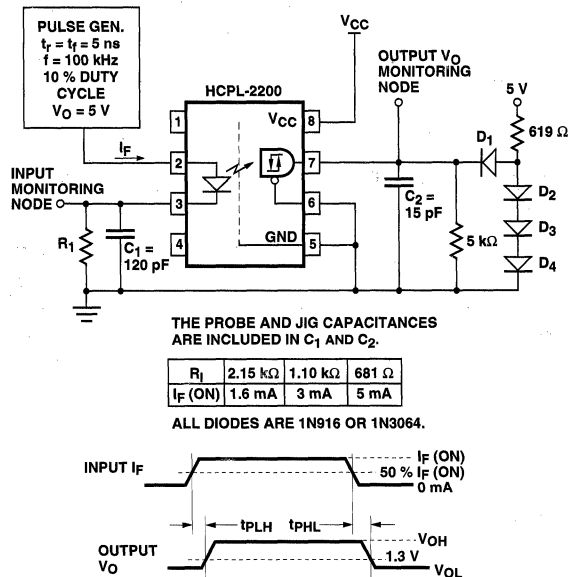 PULSE GEN.
tr = tf = 5 ns
f = 100 kHz
10 % DUTY
CYCLE
VO = 5 V
VCC
OUTPUT VO
MONITORING
NODE
HCPL-2200
5 V
619 Ω
D1
1
VCC
8
IF
2
7
D2
INPUT
MONITORING
NODE
3
6
C2 =
15 pF
D3
R1
C1 =
120 pF
4
GND
5
5 kΩ
D4
THE PROBE AND JIG CAPACITANCES
ARE INCLUDED IN C1 AND C2.
RI 2.15 kΩ 1.10 kΩ 681 Ω
IF (ON) 1.6 mA 3 mA 5 mA
ALL DIODES ARE 1N916 OR 1N3064.
INPUT IF
IF (ON)
50 % IF (ON)
0 mA
tPLH tPHL
OUTPUT
VO
VOH
1.3 V
VOL